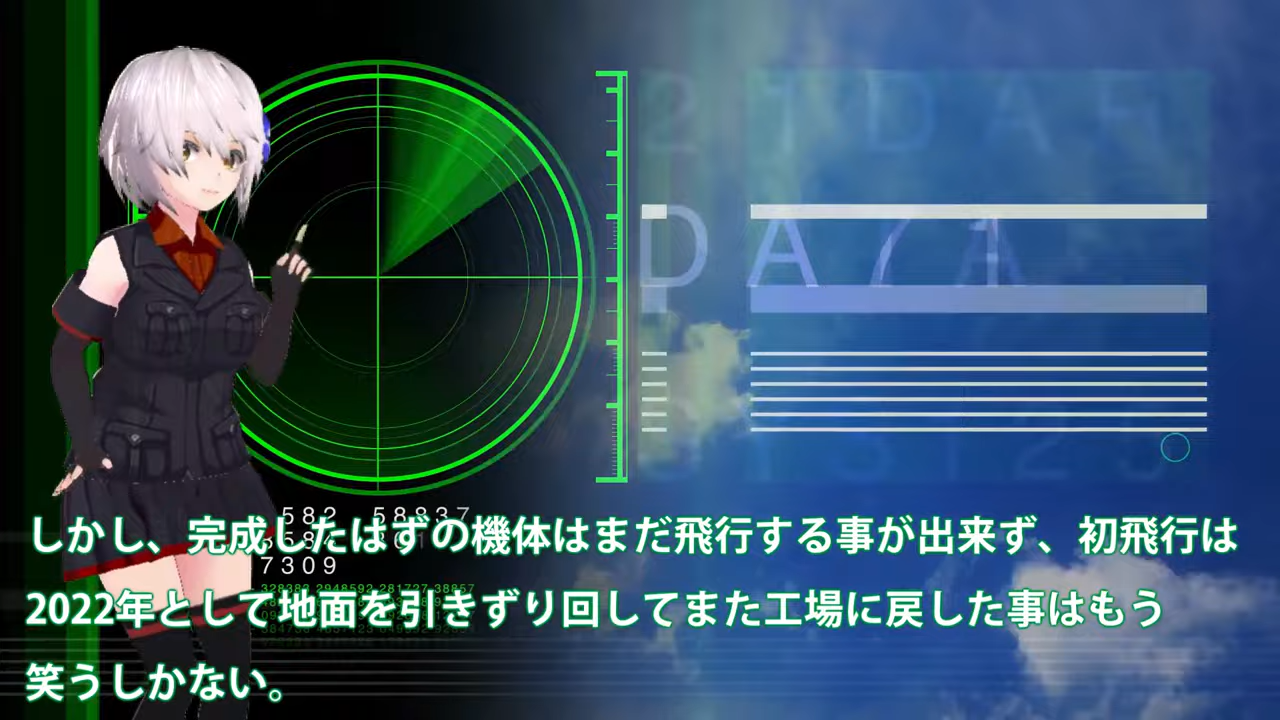 DA71
582 58837
7309
しかし、完成したはずの機体はまだ飛行する事が出来ず、初飛行は
2022年として地面を引きずり回してまた工場に戻した事はもう
笑うしかない。